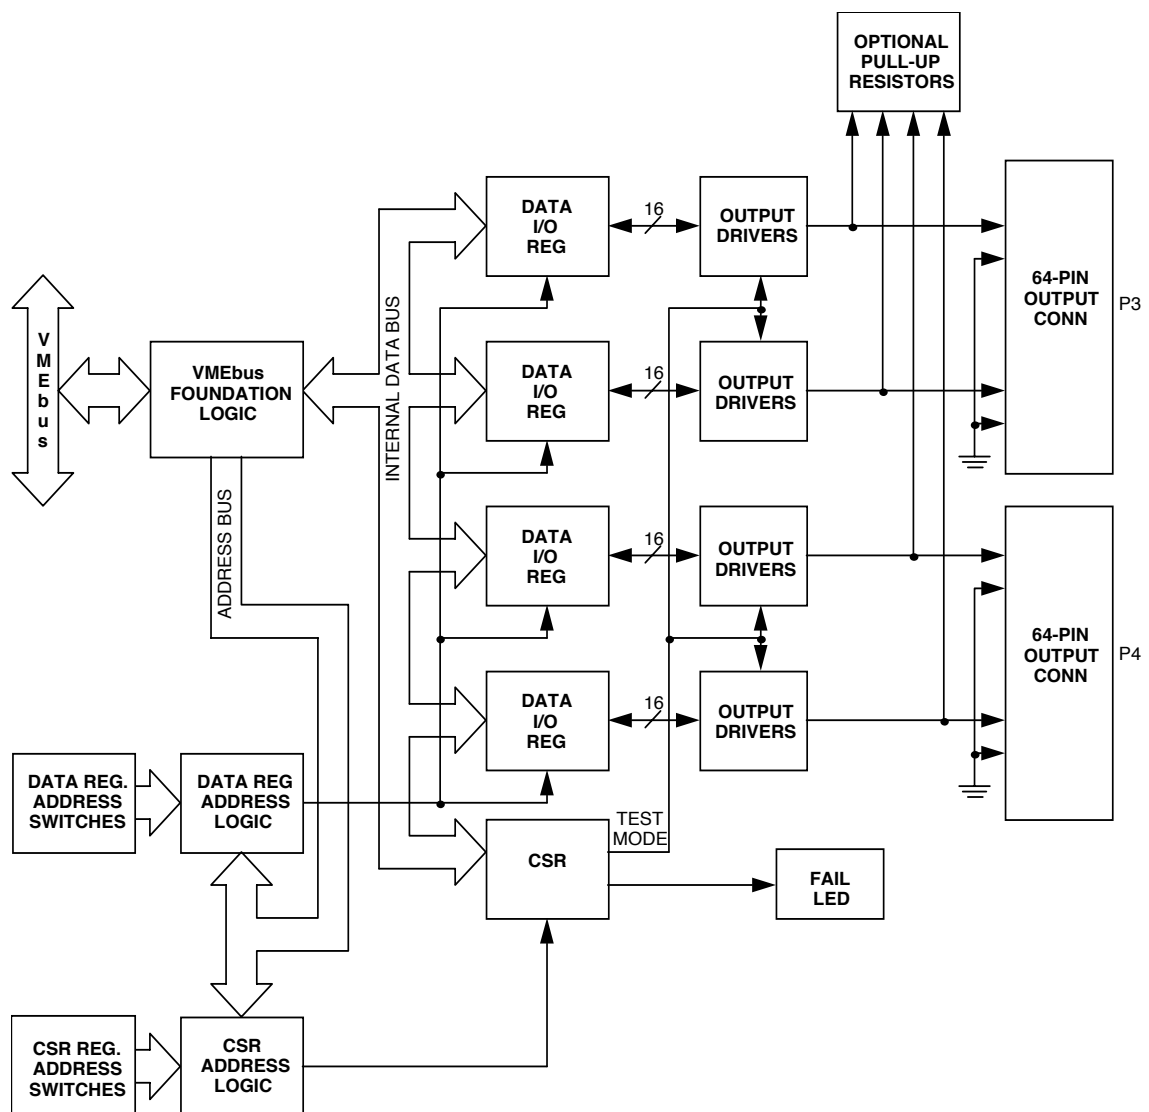 OPTIONAL
PULL-UP
RESISTORS
DATA
I/O
REG
16
OUTPUT
DRIVERS
64-PIN
OUTPUT
CONN
P3
VMEbus
VMEbus
FOUNDATION
LOGIC
INTERNAL DATA BUS
DATA
I/O
REG
16
OUTPUT
DRIVERS
ADDRESS BUS
DATA
I/O
REG
16
OUTPUT
DRIVERS
64-PIN
OUTPUT
CONN
P4
DATA
I/O
REG
16
OUTPUT
DRIVERS
DATA REG.
ADDRESS
SWITCHES
DATA REG
ADDRESS
LOGIC
TEST
MODE
CSR
FAIL
LED
CSR REG.
ADDRESS
SWITCHES
CSR
ADDRESS
LOGIC